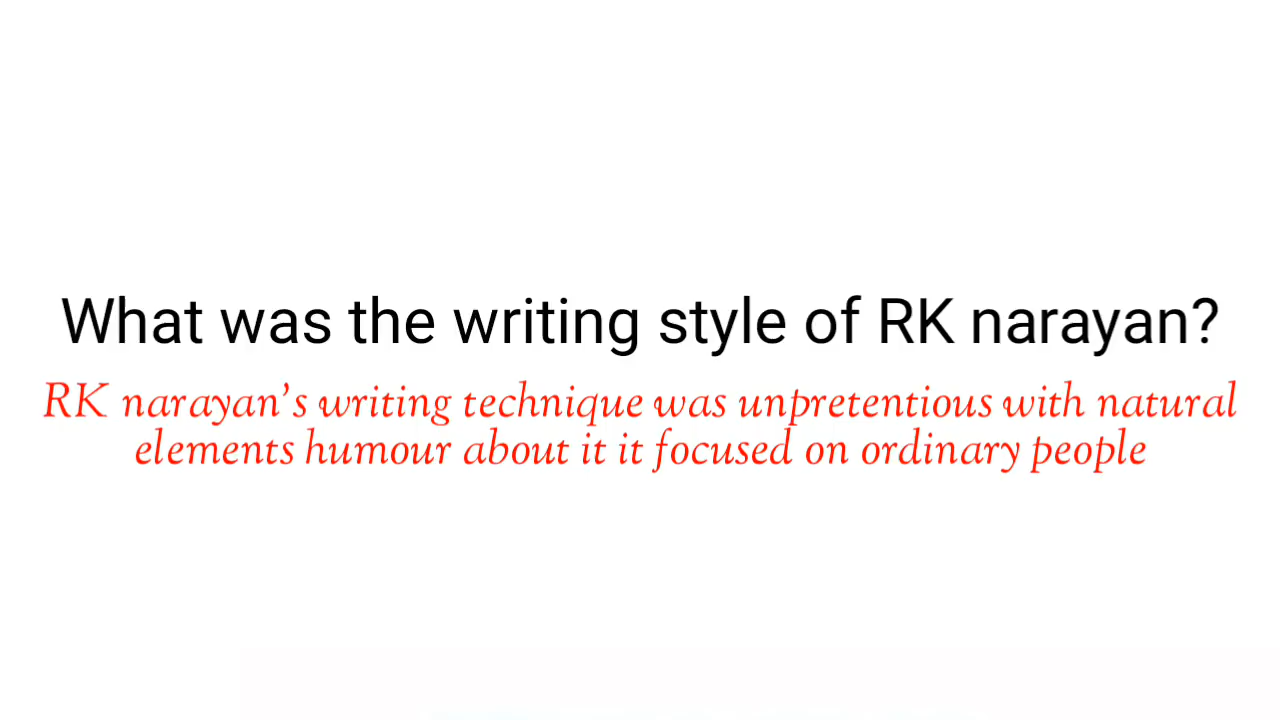 What was the writing style of RK narayan?
RK narayan's writing technique was unpretentious with natural
elements humour about it it focused on ordinary people